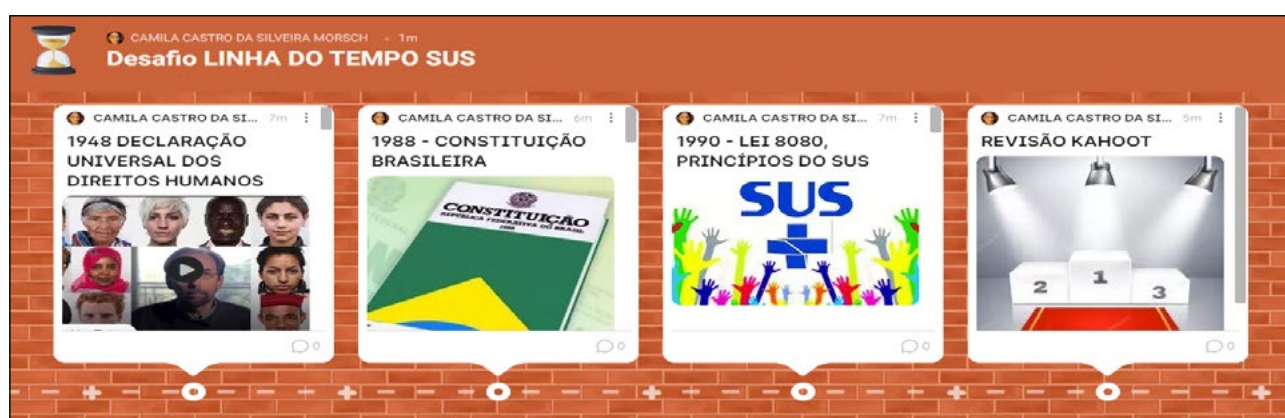 CAMILA CASTRO DA SILVEIRA MORSCH - 1m
Desafio LINHA DO TEMPO SUS
CAMILA CASTRO DA SI... 7m
1948 DECLARAÇÃO
UNIVERSAL DOS
DIREITOS HUMANOS
0
CAMILA CASTRO DA SI... 6m
1988 - CONSTITUIÇÃO
BRASILEIRA
CONSTITUIÇÃO
REPÚBLICA FEDERATIVA DO BRASIL
1988
0
CAMILA CASTRO DA SI... 7m
1990 - LEI 8080,
PRINCÍPIOS DO SUS
SUS
0
CAMILA CASTRO DA SI... 5m
REVISÃO KAHOOT
2 1 3
0